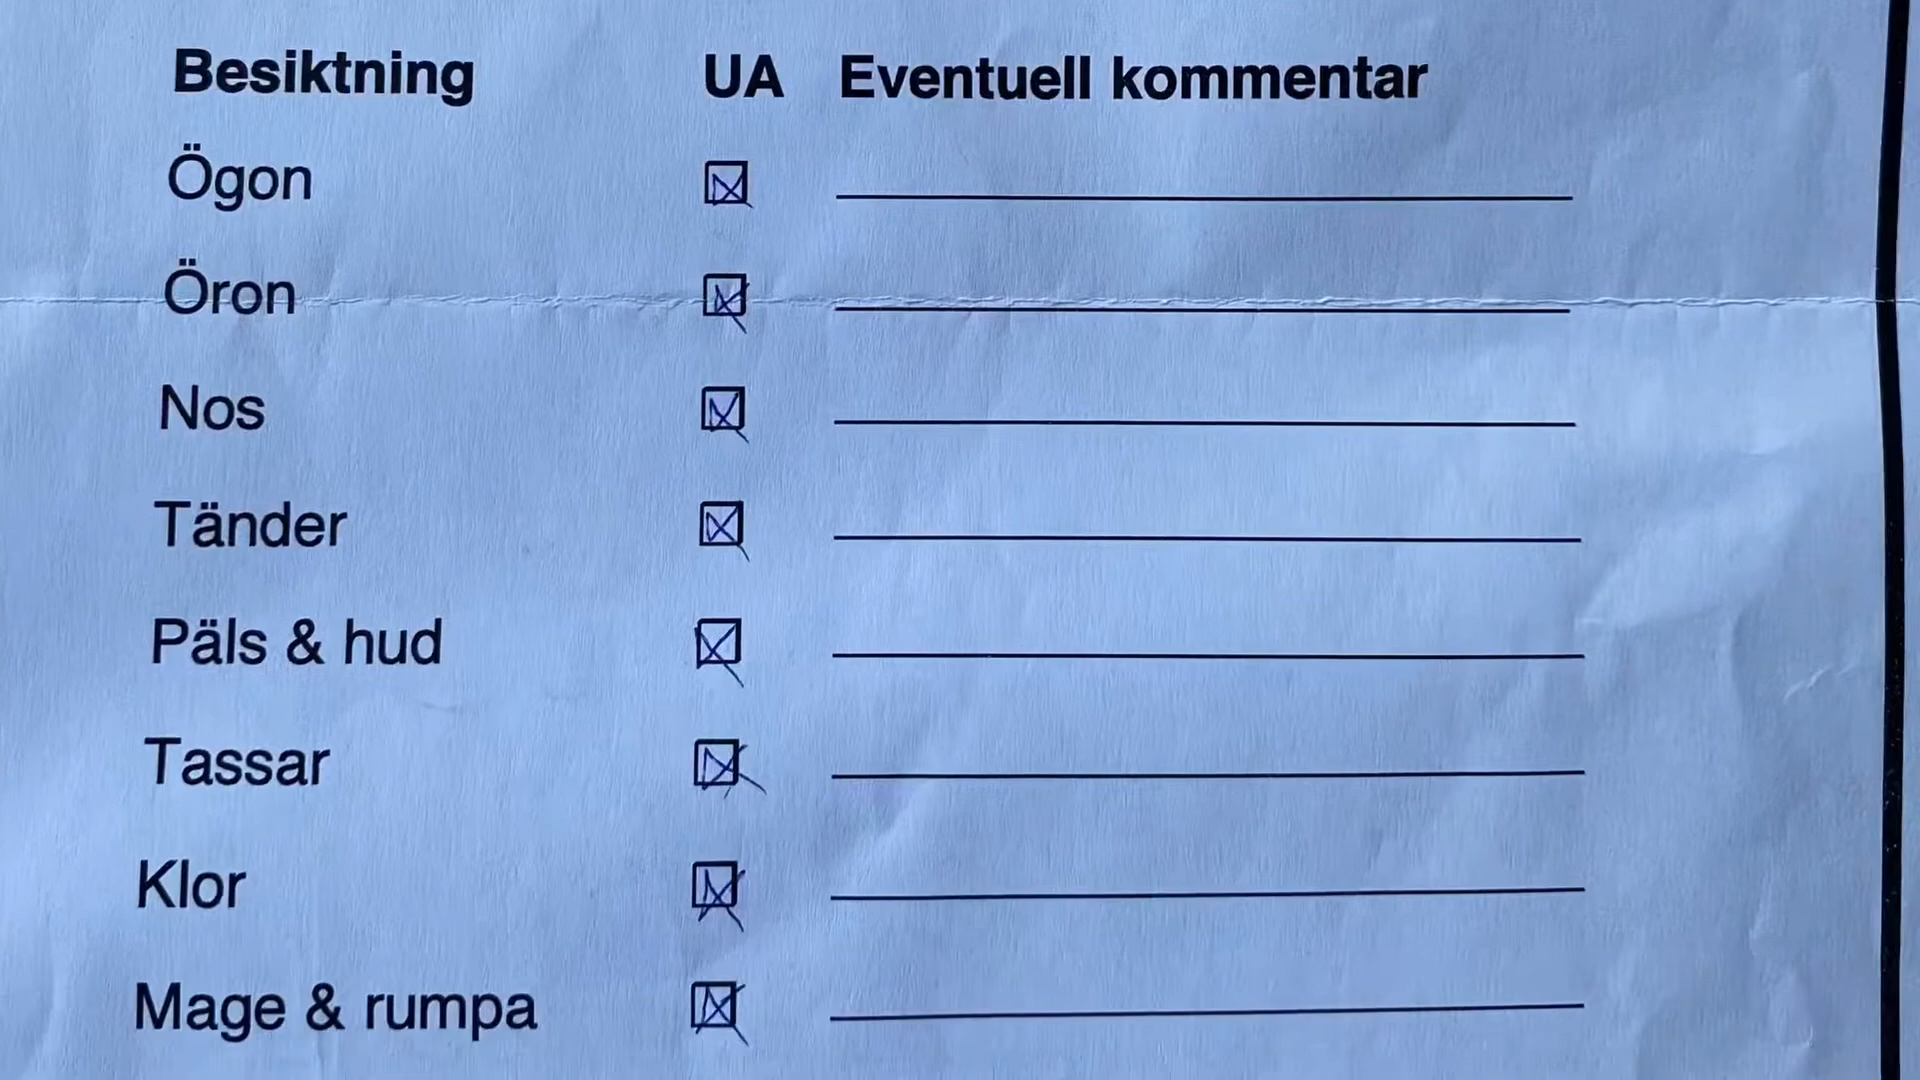 Besiktning UA Eventuell kommentar
Ögon
Öron
Nos
Tänder
Päls & hud
Tassar
Klor
Mage & rumpa